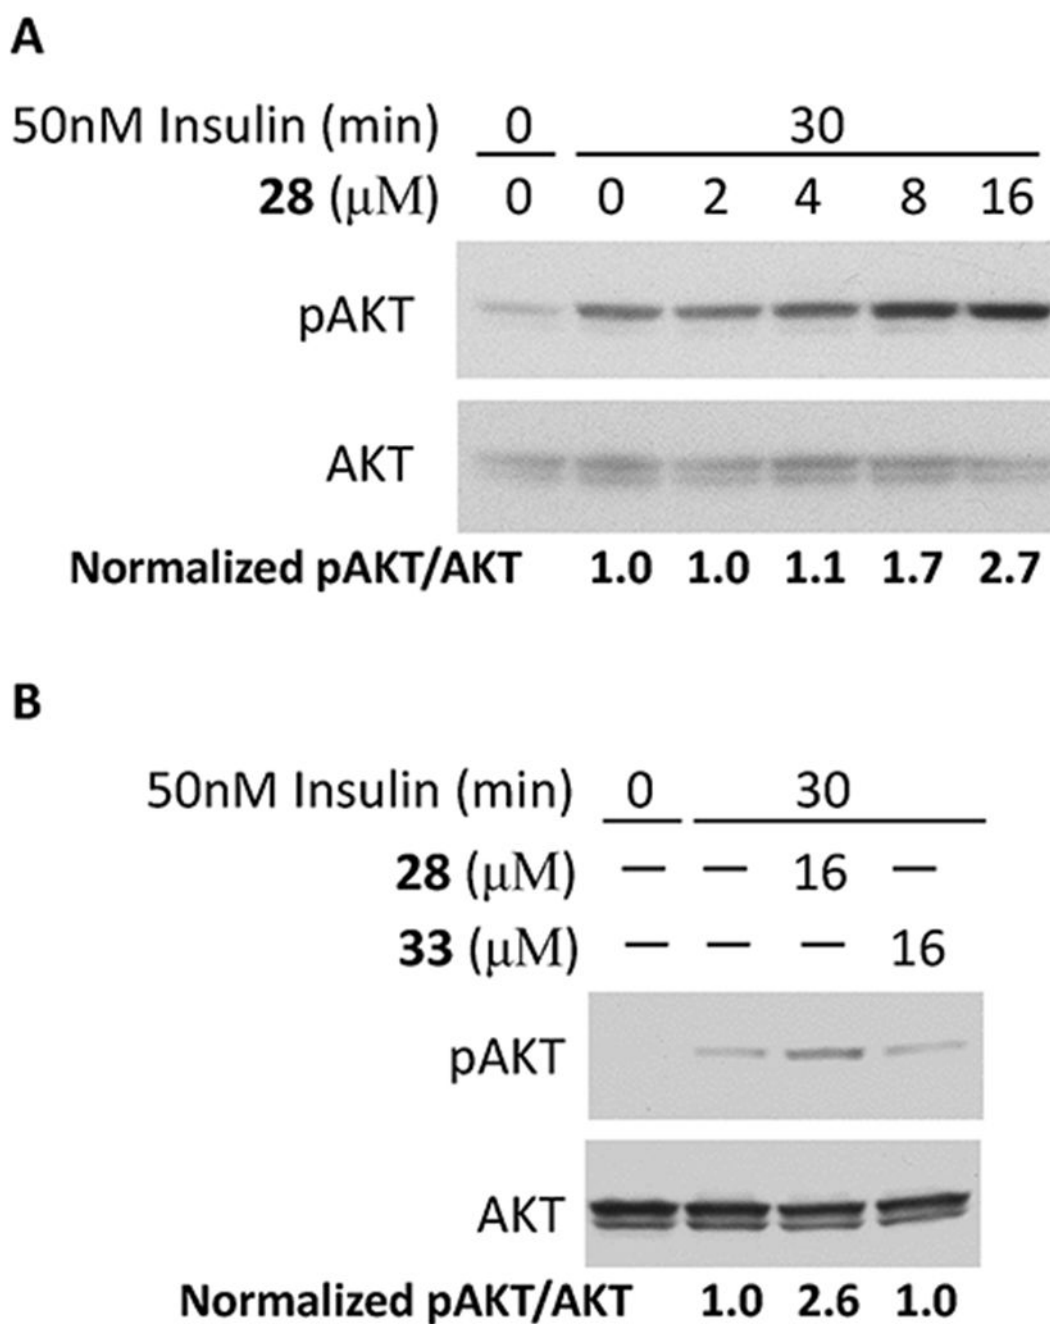 A
50nM Insulin (min) 0 30
28 (μM) 0 0 2 4 8 16
pAKT
AKT
Normalized pAKT/AKT 1.0 1.0 1.1 1.7 2.7
B
50nM Insulin (min) 0 30
28 (μM) — — 16 —
33 (μM) — — — 16
pAKT
AKT
Normalized pAKT/AKT 1.0 2.6 1.0